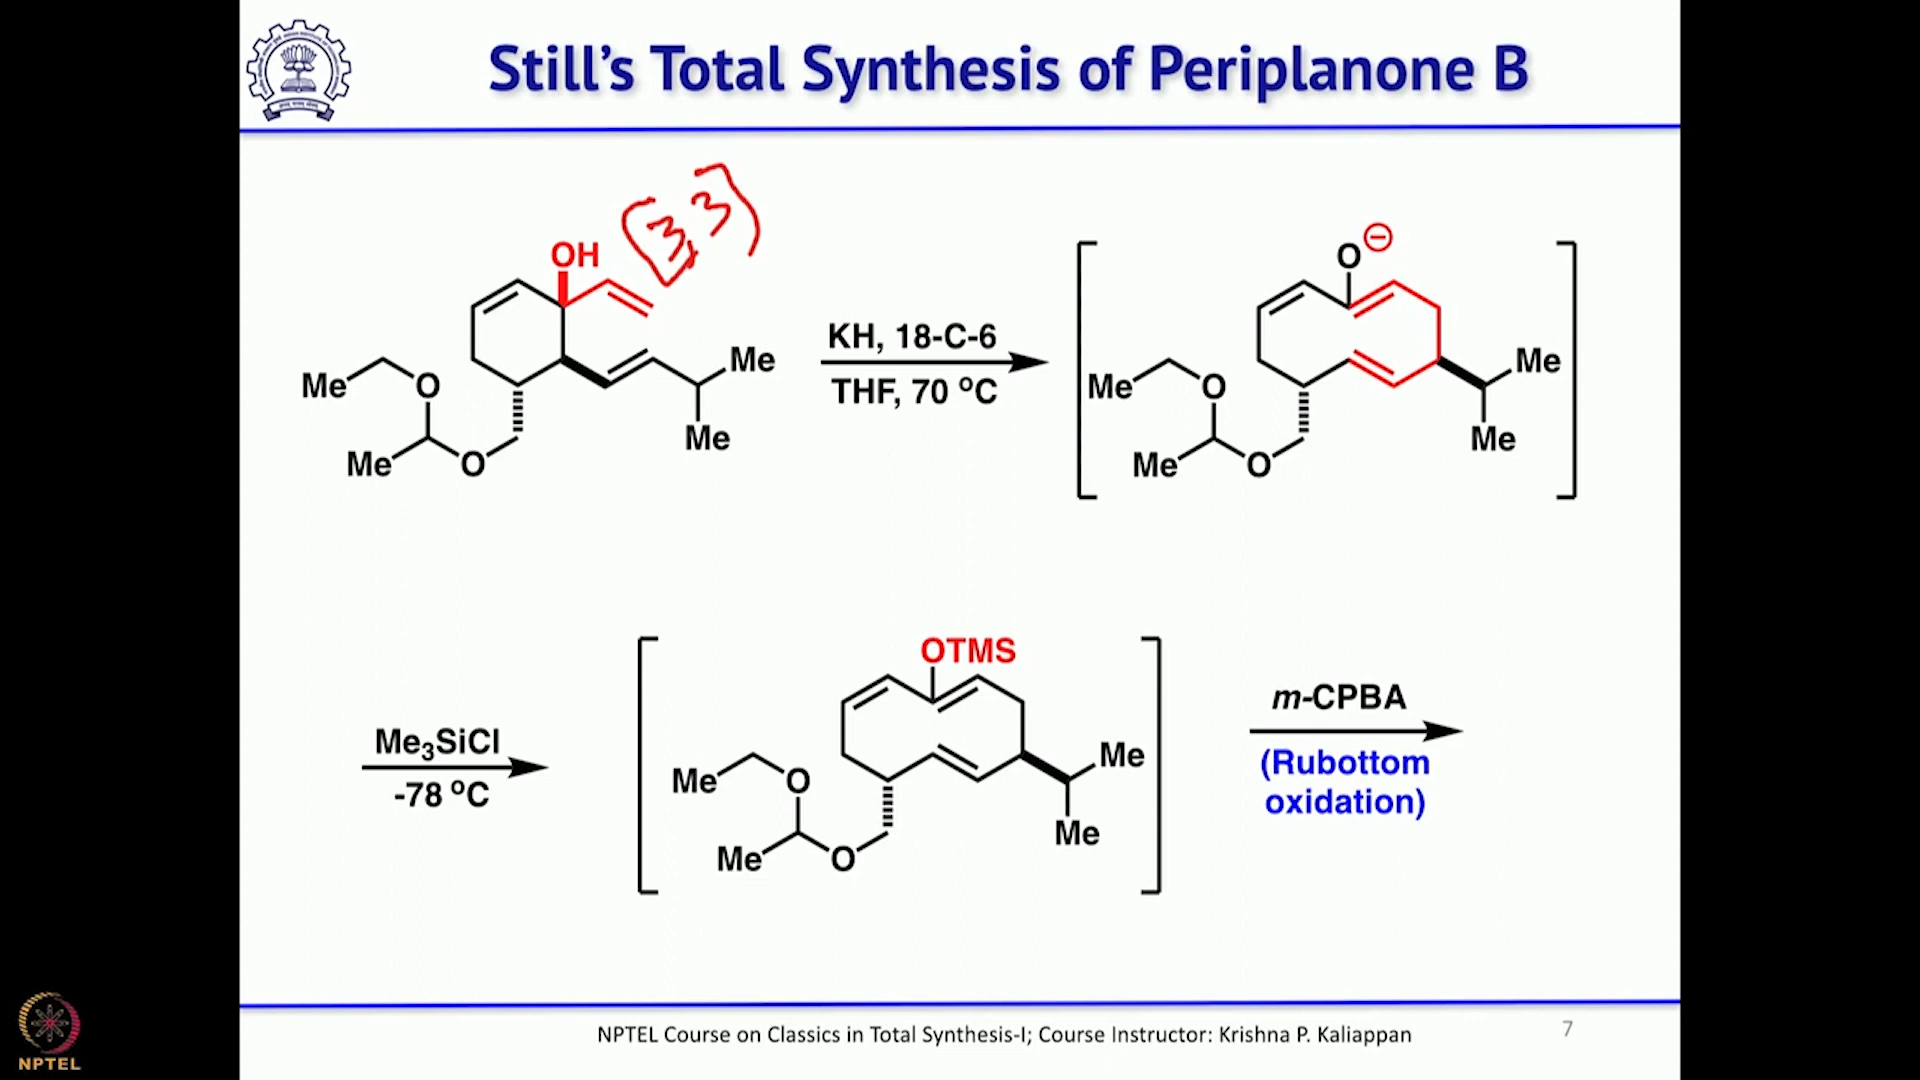 Still's Total Synthesis of Periplanone B
(3,3)
OH
Me
O
Me
O
Me
Me
KH, 18-C-6
THF, 70 °C
O
⊖
Me
O
Me
O
Me
Me
Me₃SiCl
-78 °C
OTMS
Me
O
Me
O
Me
Me
m-CPBA
(Rubottom
oxidation)
NPTEL Course on Classics in Total Synthesis-I; Course Instructor: Krishna P. Kaliappan
7
NPTEL